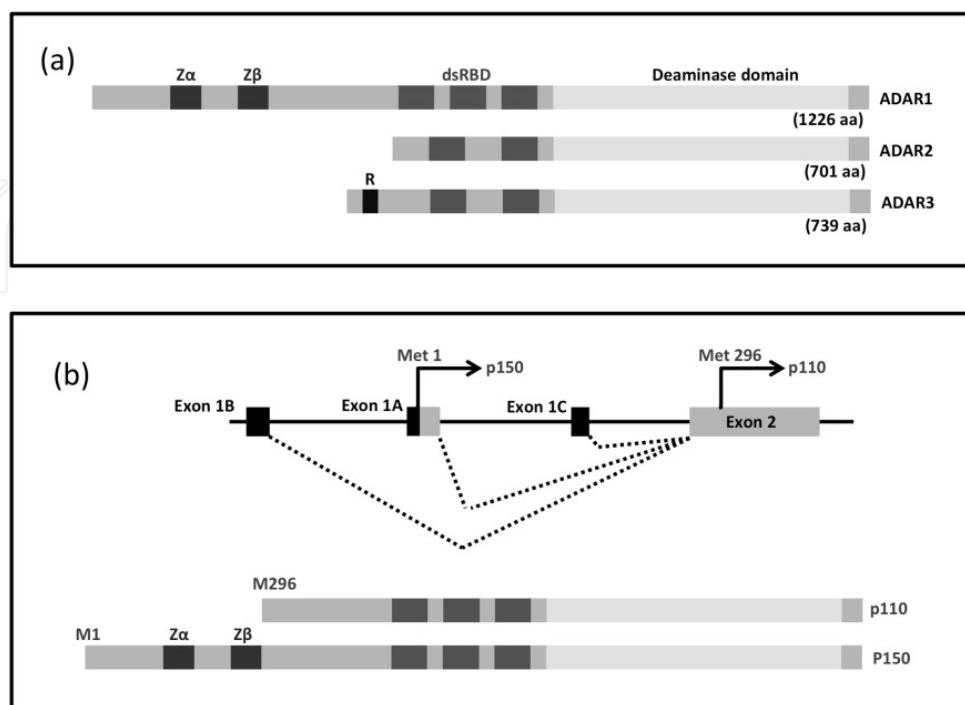 (a)
Zα Zβ dsRBD Deaminase domain
ADAR1
(1226 aa)
ADAR2
(701 aa)
R
ADAR3
(739 aa)
(b)
Met 1 p150 Met 296 p110
Exon 1B Exon 1A Exon 1C Exon 2
M296
p110
M1 Zα Zβ
P150